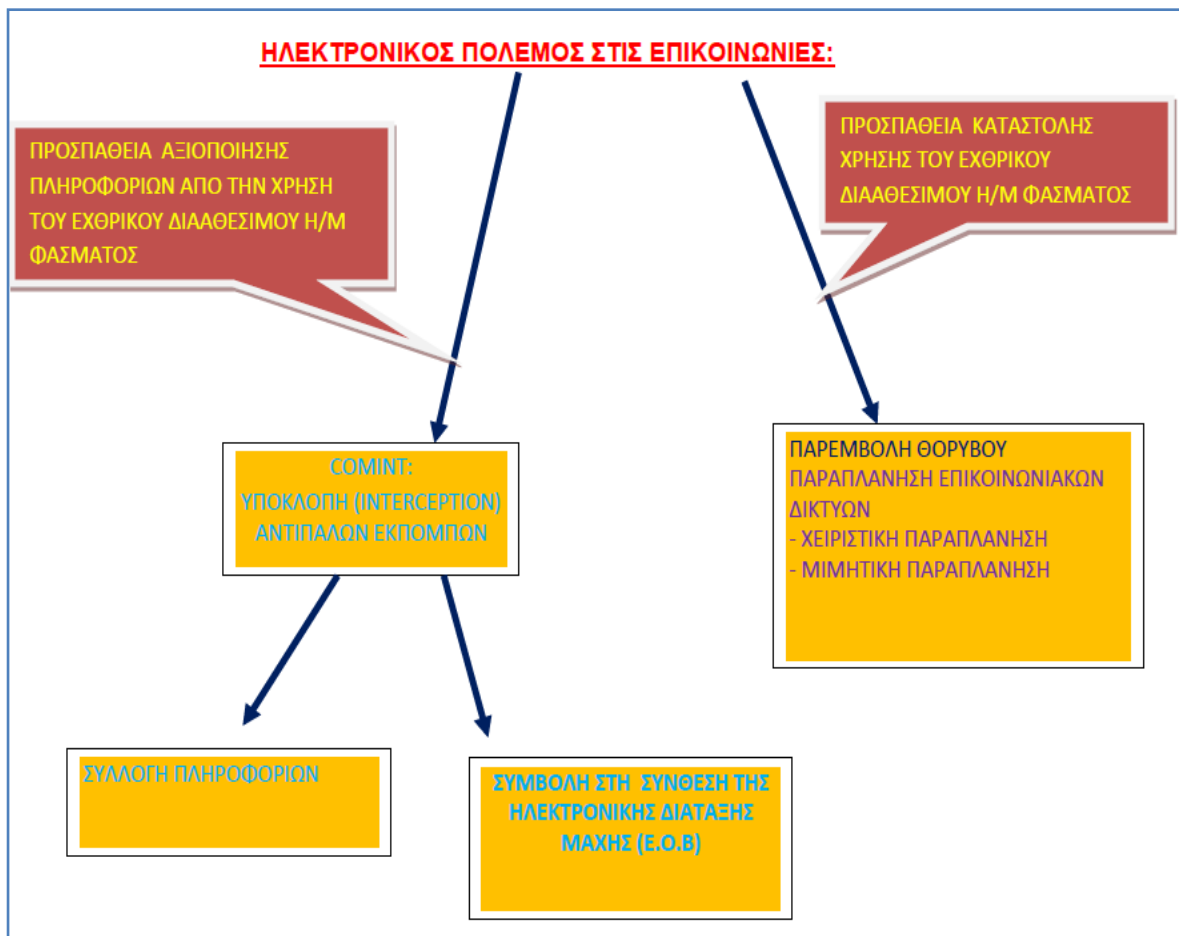 ΗΛΕΚΤΡΟΝΙΚΟΣ ΠΟΛΕΜΟΣ ΣΤΙΣ ΕΠΙΚΟΙΝΩΝΙΕΣ:
ΠΡΟΣΠΑΘΕΙΑ ΑΞΙΟΠΟΙΗΣΗΣ
ΠΛΗΡΟΦΟΡΙΩΝ ΑΠΟ ΤΗΝ ΧΡΗΣΗ
ΤΟΥ ΕΧΘΡΙΚΟΥ ΔΙΑΑΘΕΣΙΜΟΥ Η/Μ
ΦΑΣΜΑΤΟΣ
ΠΡΟΣΠΑΘΕΙΑ ΚΑΤΑΣΤΟΛΗΣ
ΧΡΗΣΗΣ ΤΟΥ ΕΧΘΡΙΚΟΥ
ΔΙΑΑΘΕΣΙΜΟΥ Η/Μ ΦΑΣΜΑΤΟΣ
COMINT:
ΥΠΟΚΛΟΠΗ (INTERCEPTION)
ΑΝΤΙΠΑΛΩΝ ΕΚΠΟΜΠΩΝ
ΠΑΡΕΜΒΟΛΗ ΘΟΡΥΒΟΥ
ΠΑΡΑΠΛΑΝΗΣΗ ΕΠΙΚΟΙΝΩΝΙΑΚΩΝ
ΔΙΚΤΥΩΝ
- ΧΕΙΡΙΣΤΙΚΗ ΠΑΡΑΠΛΑΝΗΣΗ
- ΜΙΜΗΤΙΚΗ ΠΑΡΑΠΛΑΝΗΣΗ
ΣΥΛΛΟΓΗ ΠΛΗΡΟΦΟΡΙΩΝ
ΣΥΜΒΟΛΗ ΣΤΗ ΣΥΝΘΕΣΗ ΤΗΣ
ΗΛΕΚΤΡΟΝΙΚΗΣ ΔΙΑΤΑΞΗΣ
ΜΑΧΗΣ (Ε.Ο.Β)